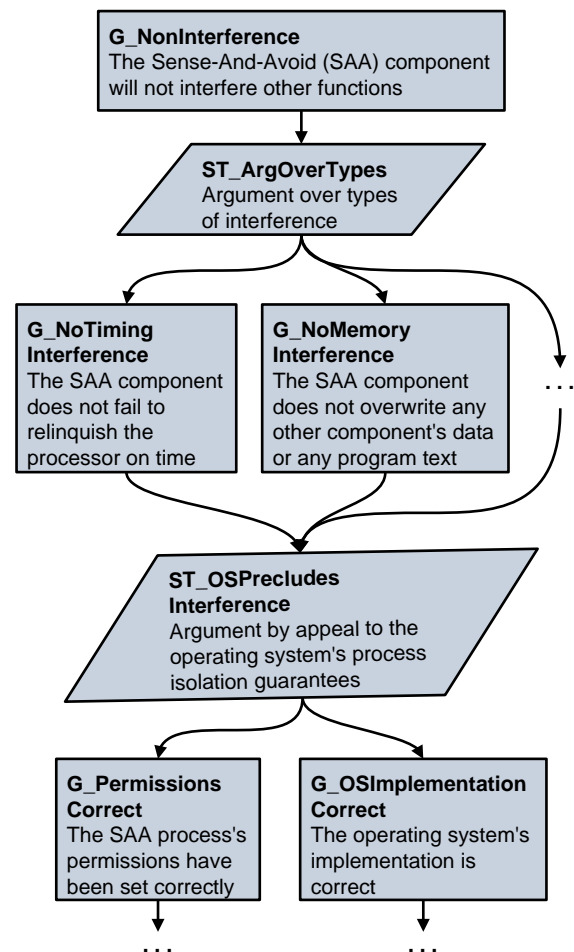 G_NonInterference
The Sense-And-Avoid (SAA) component
will not interfere other functions
ST_ArgOverTypes
Argument over types
of interference
G_NoTiming
Interference
The SAA component
does not fail to
relinquish the
processor on time
G_NoMemory
Interference
The SAA component
does not overwrite any
other component's data
or any program text
...
ST_OSPrecludes
Interference
Argument by appeal to the
operating system's process
isolation guarantees
G_Permissions
Correct
The SAA process's
permissions have
been set correctly
G_OSImplementation
Correct
The operating system's
implementation is
correct
...
...